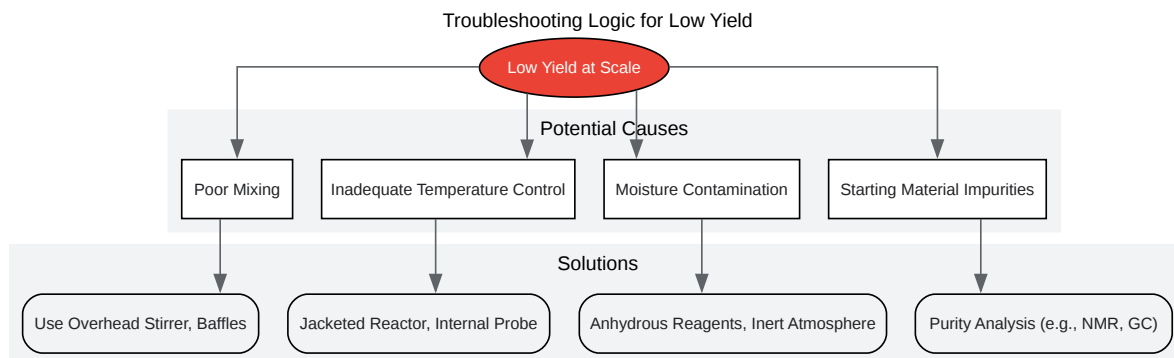 Troubleshooting Logic for Low Yield
Low Yield at Scale
Potential Causes
Poor Mixing
Inadequate Temperature Control
Moisture Contamination
Starting Material Impurities
Solutions
Use Overhead Stirrer, Baffles
Jacketed Reactor, Internal Probe
Anhydrous Reagents, Inert Atmosphere
Purity Analysis (e.g., NMR, GC)